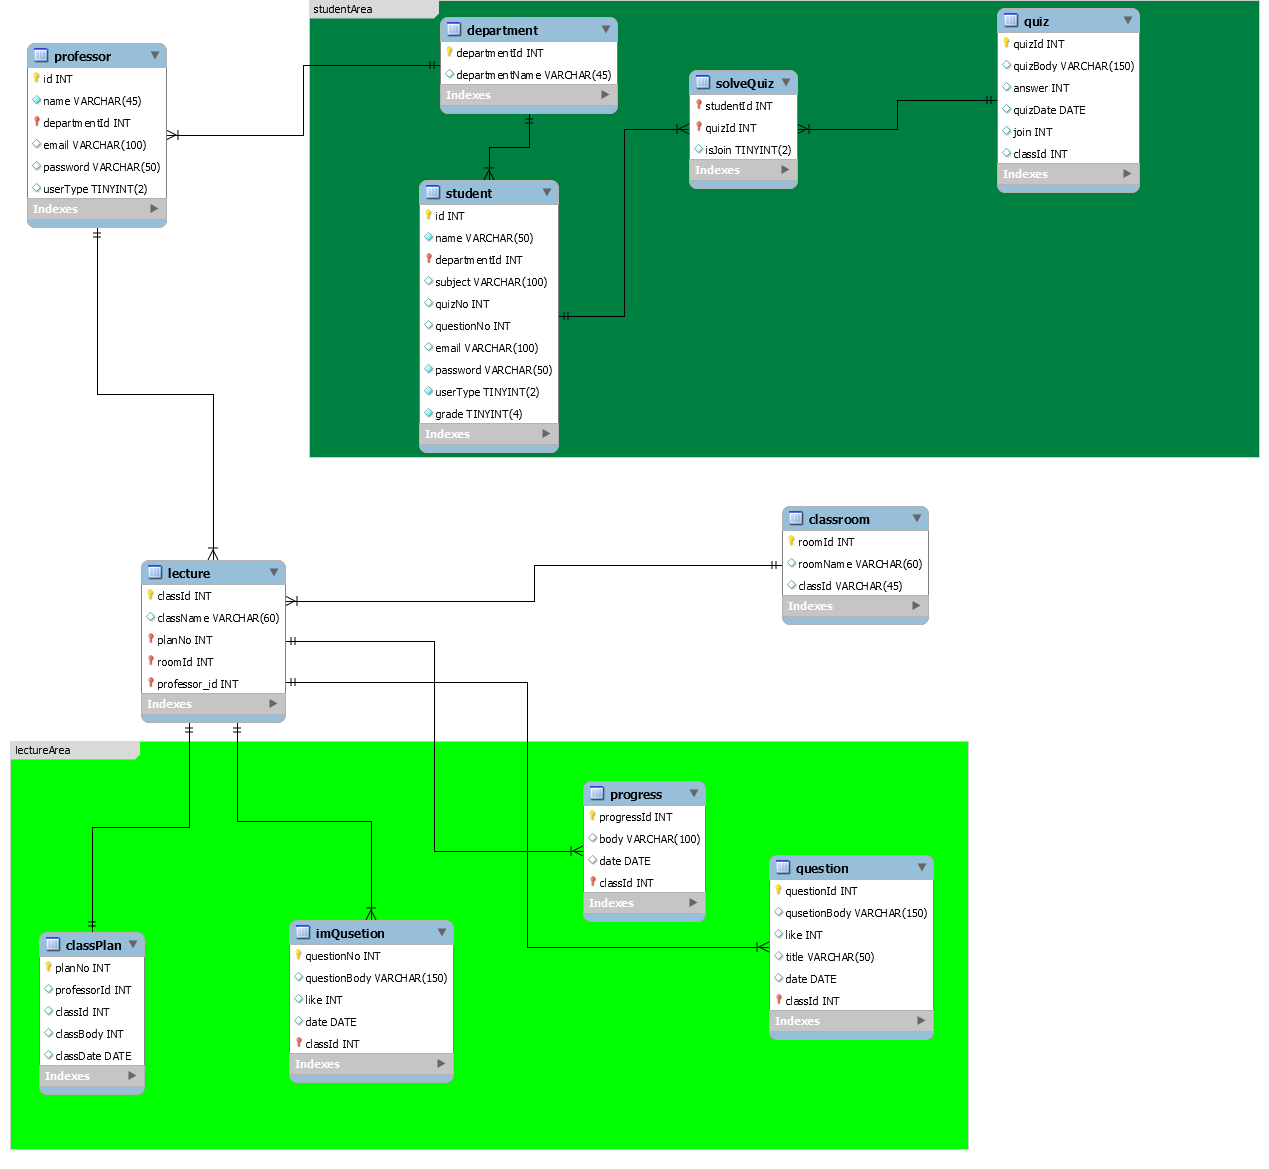 studentArea
department
departmentId INT
departmentName VARCHAR(45)
Indexes
quiz
quizId INT
quizBody VARCHAR(150)
answer INT
quizDate DATE
join INT
classId INT
Indexes
professor
id INT
name VARCHAR(45)
departmentId INT
email VARCHAR(100)
password VARCHAR(50)
userType TINYINT(2)
Indexes
solveQuiz
studentId INT
quizId INT
isJoin TINYINT(2)
Indexes
student
id INT
name VARCHAR(50)
departmentId INT
subject VARCHAR(100)
quizNo INT
questionNo INT
email VARCHAR(100)
password VARCHAR(50)
userType TINYINT(2)
grade TINYINT(4)
Indexes
classroom
roomId INT
roomName VARCHAR(60)
classId VARCHAR(45)
Indexes
lecture
classId INT
className VARCHAR(60)
planNo INT
roomId INT
professor_id INT
Indexes
lectureArea
progress
progressId INT
body VARCHAR(100)
date DATE
classId INT
Indexes
question
questionId INT
qusetionBody VARCHAR(150)
like INT
title VARCHAR(50)
date DATE
classId INT
Indexes
classPlan
planNo INT
professorId INT
classId INT
classBody INT
classDate DATE
Indexes
imQusetion
questionNo INT
questionBody VARCHAR(150)
like INT
date DATE
classId INT
Indexes